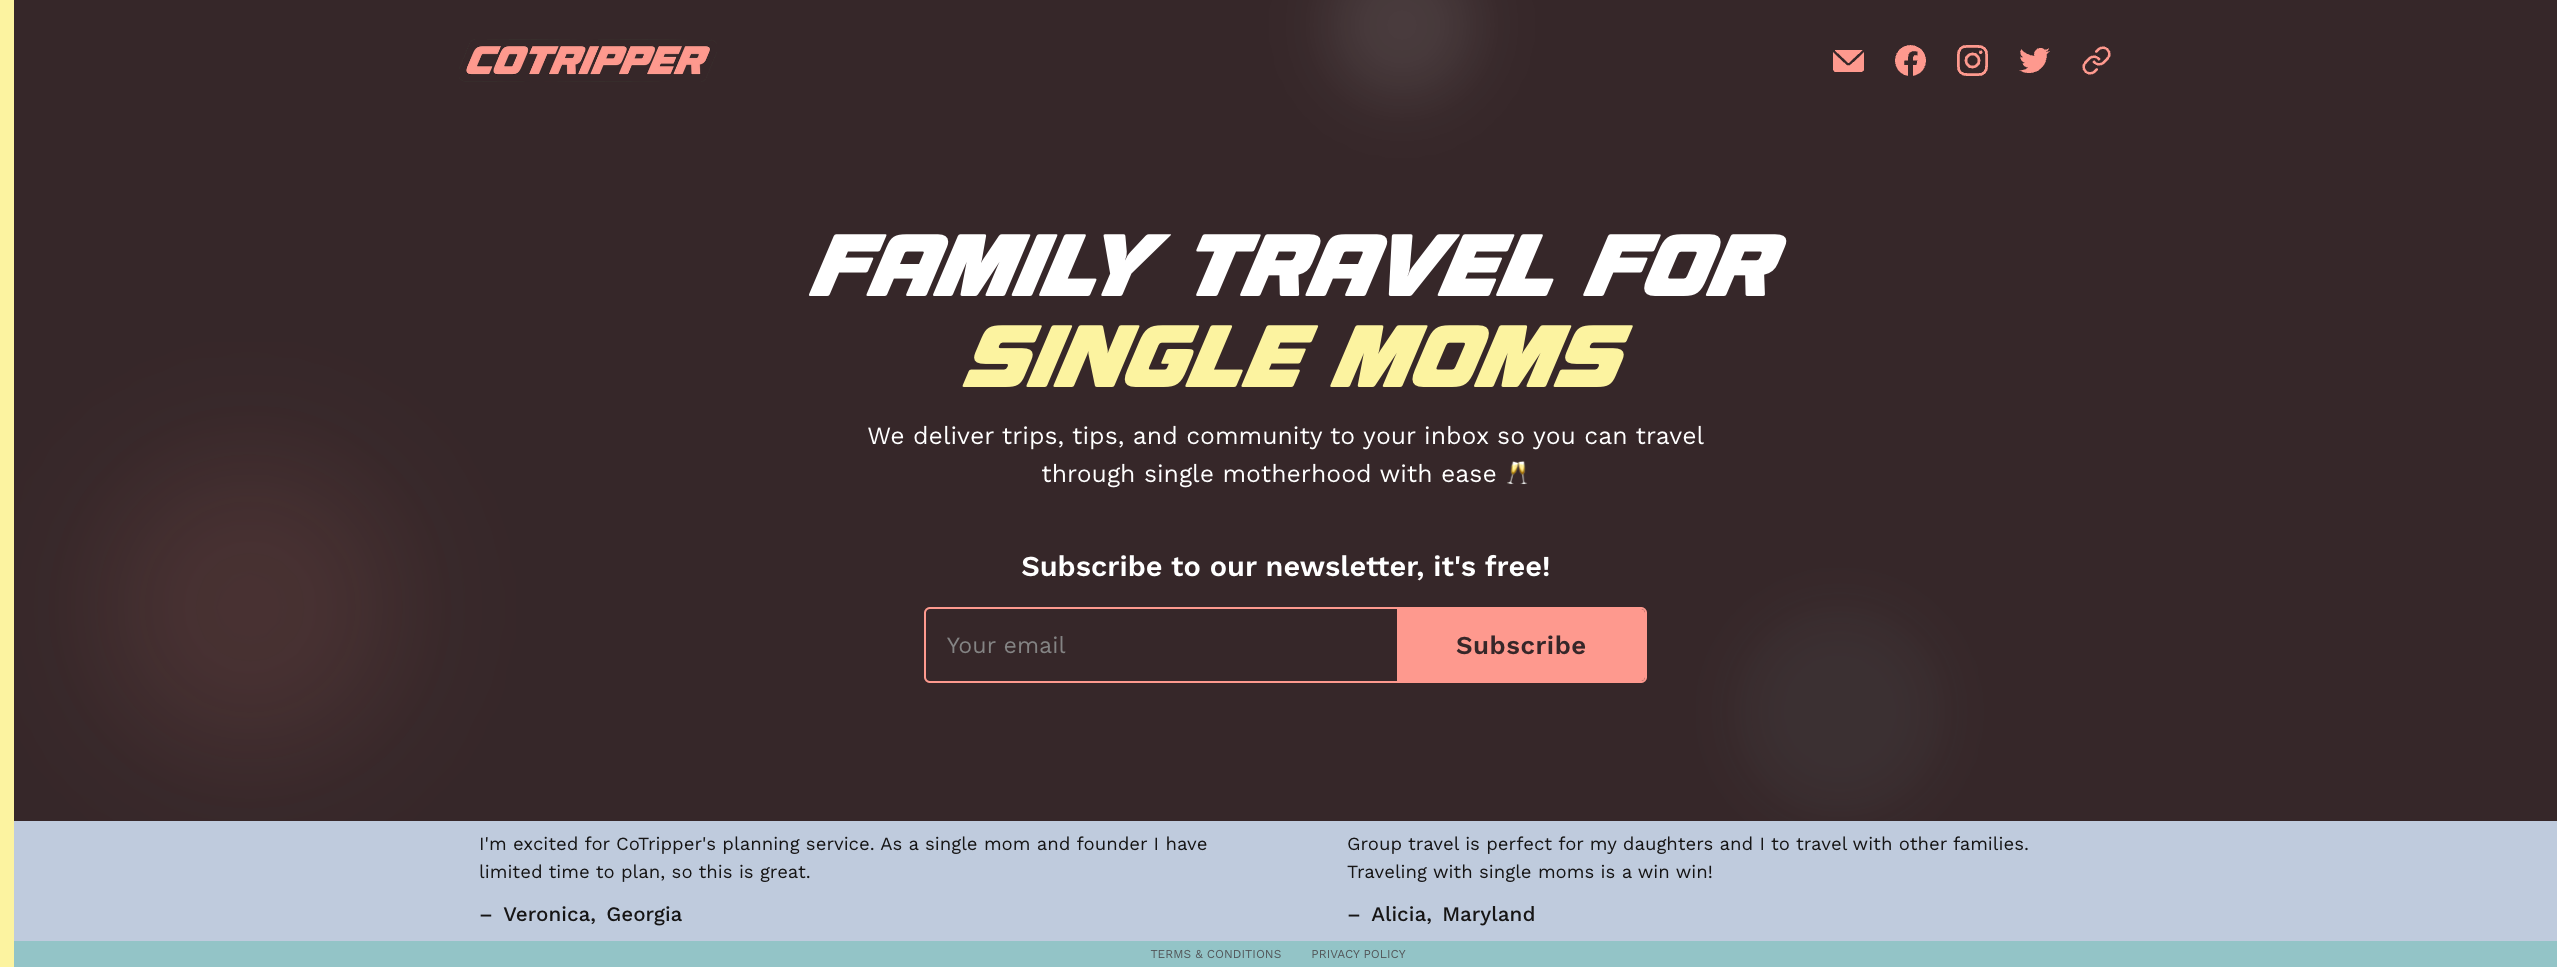 COTRIPPER
FAMILY TRAVEL FOR
SINGLE MOMS
We deliver trips, tips, and community to your inbox so you can travel
through single motherhood with ease 🥂
Subscribe to our newsletter, it's free!
Your email
Subscribe
I'm excited for CoTripper's planning service. As a single mom and founder I have
limited time to plan, so this is great.
– Veronica, Georgia
Group travel is perfect for my daughters and I to travel with other families.
Traveling with single moms is a win win!
– Alicia, Maryland
TERMS & CONDITIONS PRIVACY POLICY